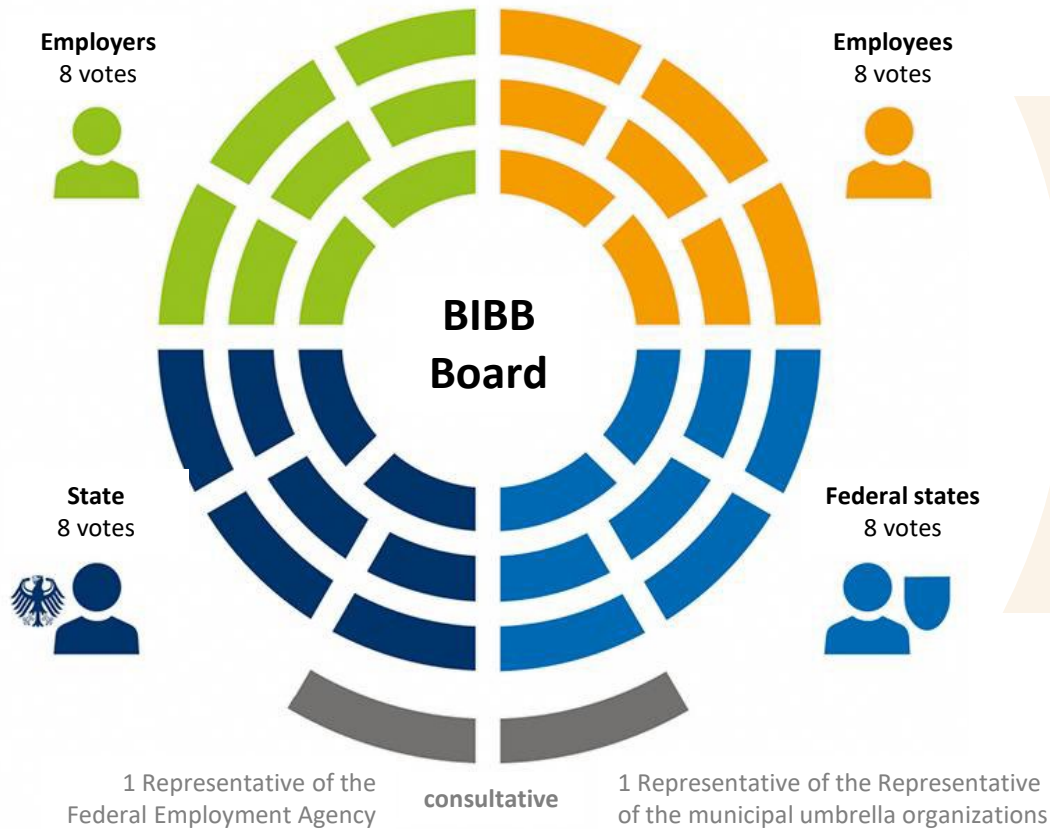 Employers
8 votes
Employees
8 votes
BIBB
Board
State
8 votes
Federal states
8 votes
1 Representative of the
Federal Employment Agency
consultative
1 Representative of the Representative
of the municipal umbrella organizations